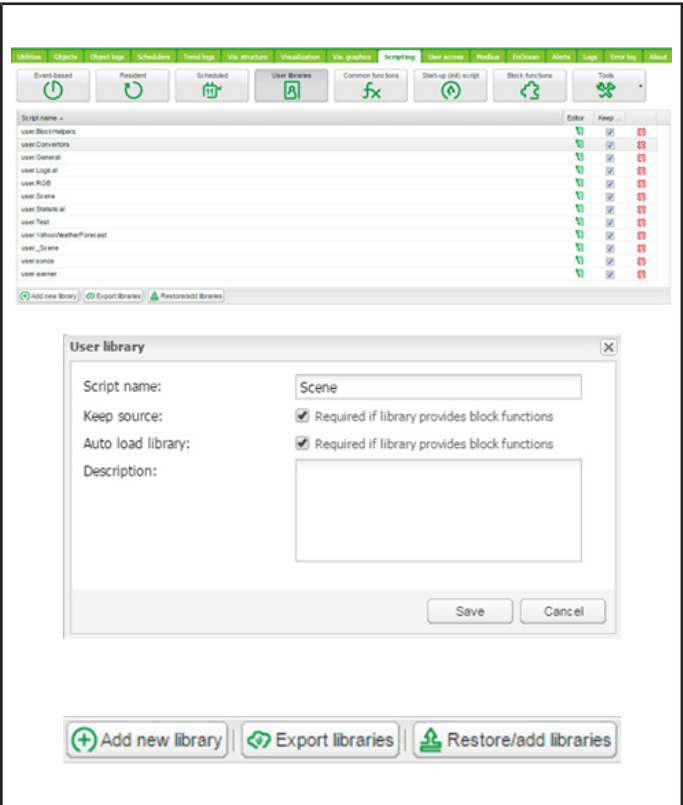 Utilities Objects Object logs Schedulers Trend logs Vis. structure Visualization Vis. graphics Scripting User access Modbus EnOcean Alerts Logs Error log About
Event-based Resident Scheduled User libraries Common functions Start-up (init) script Block functions Tools
Script name Editor Keep ...
user.BlockHelpers
user.Convertors
user.General
user.Logical
user.RGB
user.Scene
user.Statistical
user.Test
user.YahooWeatherForecast
user._Scene
user.sonos
user.warner
Add new library Export libraries Restore/add libraries
User library
Script name: Scene
Keep source: Required if library provides block functions
Auto load library: Required if library provides block functions
Description:
Save Cancel
Add new library Export libraries Restore/add libraries